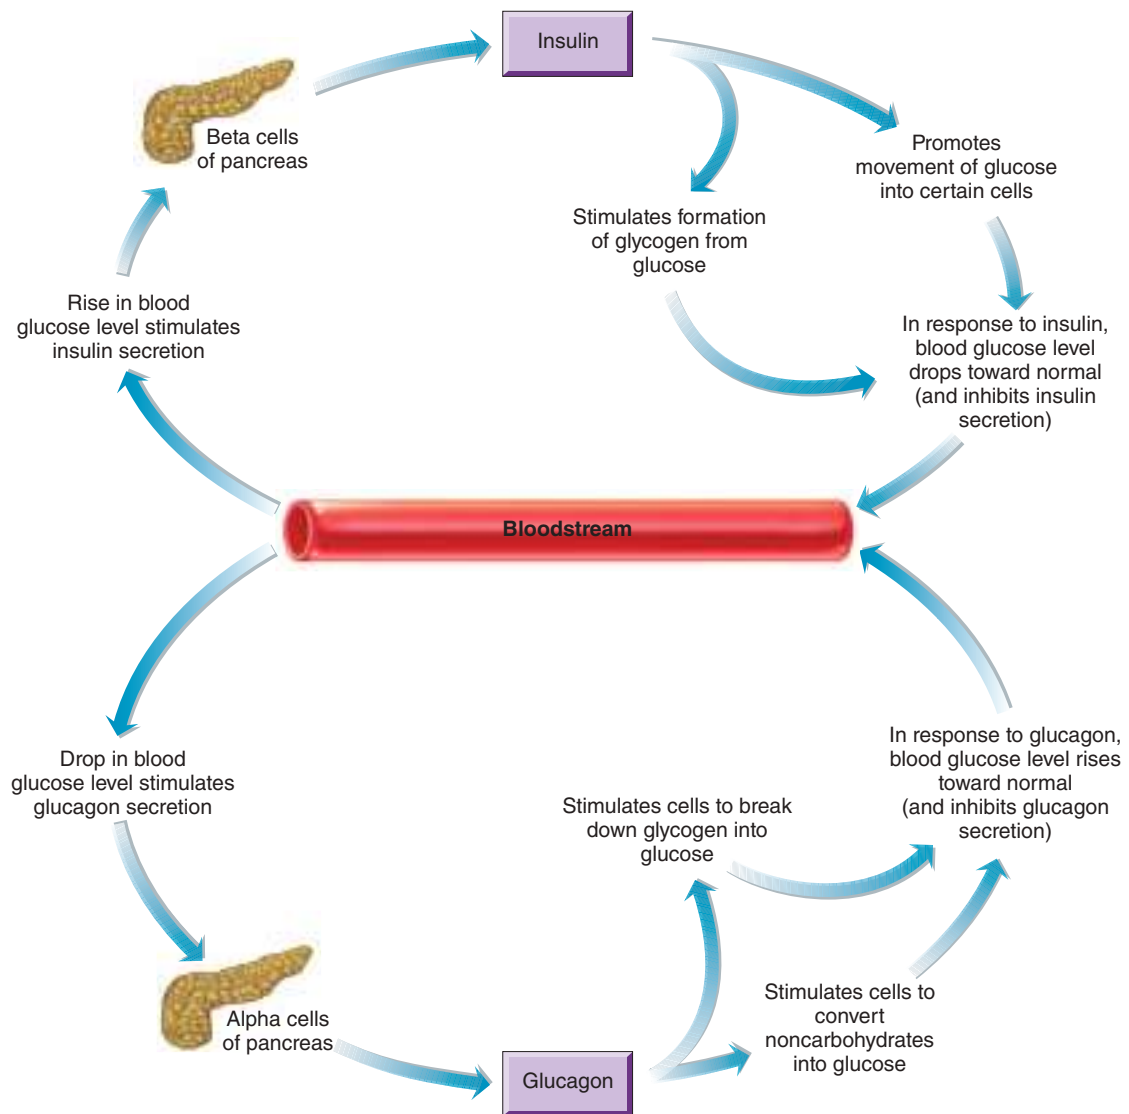 Insulin
Beta cells
of pancreas
Promotes
movement of glucose
into certain cells
Stimulates formation
of glycogen from
glucose
Rise in blood
glucose level stimulates
insulin secretion
In response to insulin,
blood glucose level
drops toward normal
(and inhibits insulin
secretion)
Bloodstream
Drop in blood
glucose level stimulates
glucagon secretion
In response to glucagon,
blood glucose level rises
toward normal
(and inhibits glucagon
secretion)
Stimulates cells to break
down glycogen into
glucose
Alpha cells
of pancreas
Stimulates cells to
convert
noncarbohydrates
into glucose
Glucagon